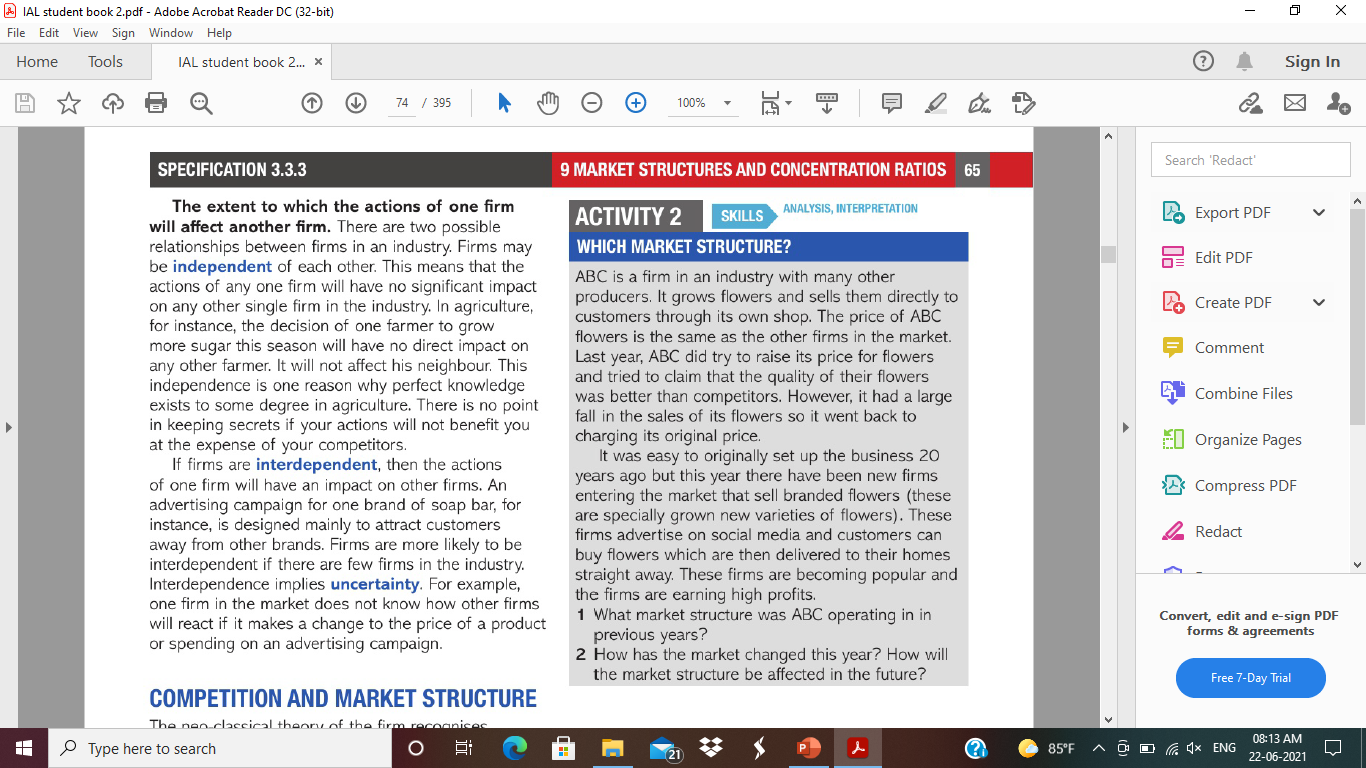 IAL student book 2.pdf - Adobe Acrobat Reader DC (32-bit)
File Edit View Sign Window Help
Home Tools IAL student book 2... × Sign In
74 / 395 100%
Search 'Redact'
Export PDF
Edit PDF
Create PDF
Comment
Combine Files
Organize Pages
Compress PDF
Redact
Convert, edit and e-sign PDF
forms & agreements
Free 7-Day Trial
SPECIFICATION 3.3.3 9 MARKET STRUCTURES AND CONCENTRATION RATIOS 65
The extent to which the actions of one firm
will affect another firm. There are two possible
relationships between firms in an industry. Firms may
be independent of each other. This means that the
actions of any one firm will have no significant impact
on any other single firm in the industry. In agriculture,
for instance, the decision of one farmer to grow
more sugar this season will have no direct impact on
any other farmer. It will not affect his neighbour. This
independence is one reason why perfect knowledge
exists to some degree in agriculture. There is no point
in keeping secrets if your actions will not benefit you
at the expense of your competitors.
If firms are interdependent, then the actions
of one firm will have an impact on other firms. An
advertising campaign for one brand of soap bar, for
instance, is designed mainly to attract customers
away from other brands. Firms are more likely to be
interdependent if there are few firms in the industry.
Interdependence implies uncertainty. For example,
one firm in the market does not know how other firms
will react if it makes a change to the price of a product
or spending on an advertising campaign.
COMPETITION AND MARKET STRUCTURE
The neo-classical theory of the firm recognises
ACTIVITY 2 SKILLS ANALYSIS, INTERPRETATION
WHICH MARKET STRUCTURE?
ABC is a firm in an industry with many other
producers. It grows flowers and sells them directly to
customers through its own shop. The price of ABC
flowers is the same as the other firms in the market.
Last year, ABC did try to raise its price for flowers
and tried to claim that the quality of their flowers
was better than competitors. However, it had a large
fall in the sales of its flowers so it went back to
charging its original price.
It was easy to originally set up the business 20
years ago but this year there have been new firms
entering the market that sell branded flowers (these
are specially grown new varieties of flowers). These
firms advertise on social media and customers can
buy flowers which are then delivered to their homes
straight away. These firms are becoming popular and
the firms are earning high profits.
1 What market structure was ABC operating in in
previous years?
2 How has the market changed this year? How will
the market structure be affected in the future?
Type here to search
21
85°F
ENG
08:13 AM
22-06-2021